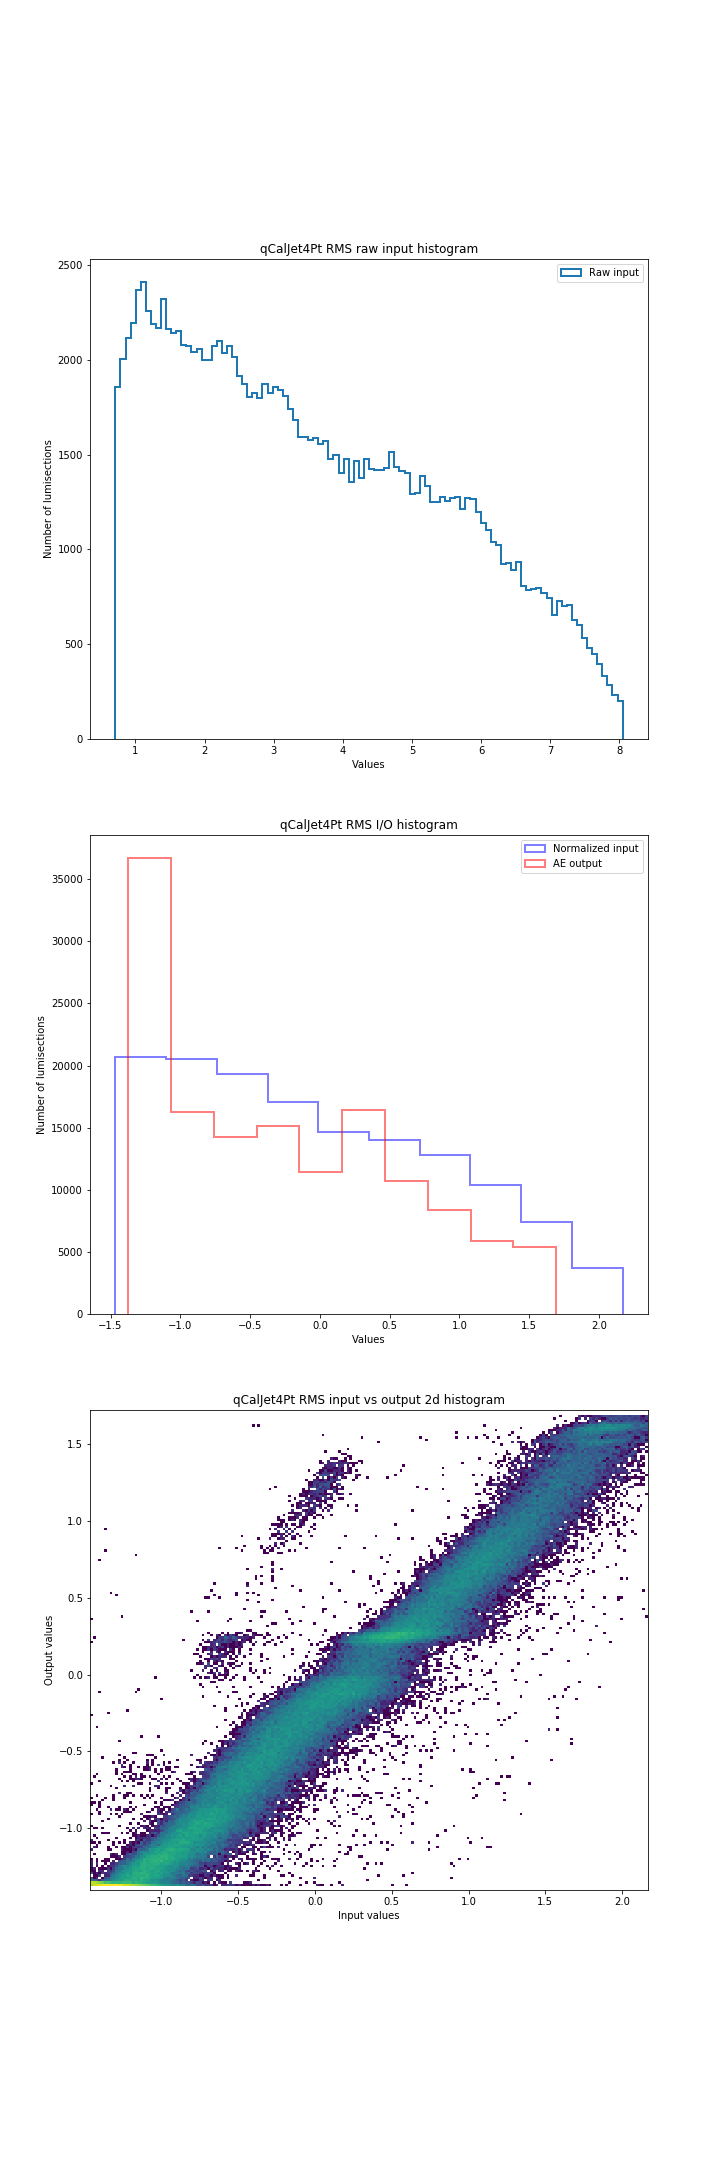 qCalJet4Pt RMS raw input histogram
Raw input
2500
2000
1500
1000
500
0
Number of lumisections
1 2 3 4 5 6 7 8
Values
qCalJet4Pt RMS I/O histogram
Normalized input
AE output
35000
30000
25000
20000
15000
10000
5000
0
Number of lumisections
−1.5 −1.0 −0.5 0.0 0.5 1.0 1.5 2.0
Values
qCalJet4Pt RMS input vs output 2d histogram
1.5
1.0
0.5
0.0
−0.5
−1.0
Output values
−1.0 −0.5 0.0 0.5 1.0 1.5 2.0
Input values